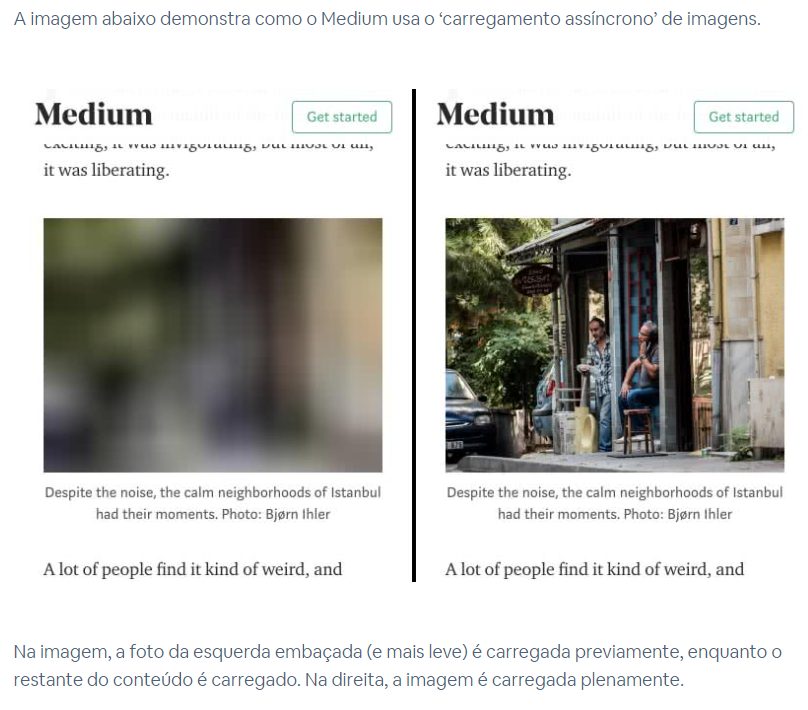 A imagem abaixo demonstra como o Medium usa o ‘carregamento assíncrono’ de imagens.
Medium
Get started
exciting, it was invigorating, but most of all,
it was liberating.
Despite the noise, the calm neighborhoods of Istanbul
had their moments. Photo: Bjørn Ihler
A lot of people find it kind of weird, and
Medium
Get started
exciting, it was invigorating, but most of all,
it was liberating.
Despite the noise, the calm neighborhoods of Istanbul
had their moments. Photo: Bjørn Ihler
A lot of people find it kind of weird, and
Na imagem, a foto da esquerda embaçada (e mais leve) é carregada previamente, enquanto o
restante do conteúdo é carregado. Na direita, a imagem é carregada plenamente.